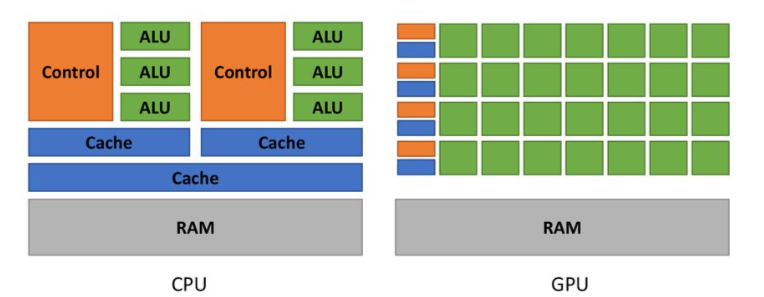 ALU ALU
Control ALU Control ALU
ALU ALU
Cache Cache
Cache
RAM RAM
CPU GPU